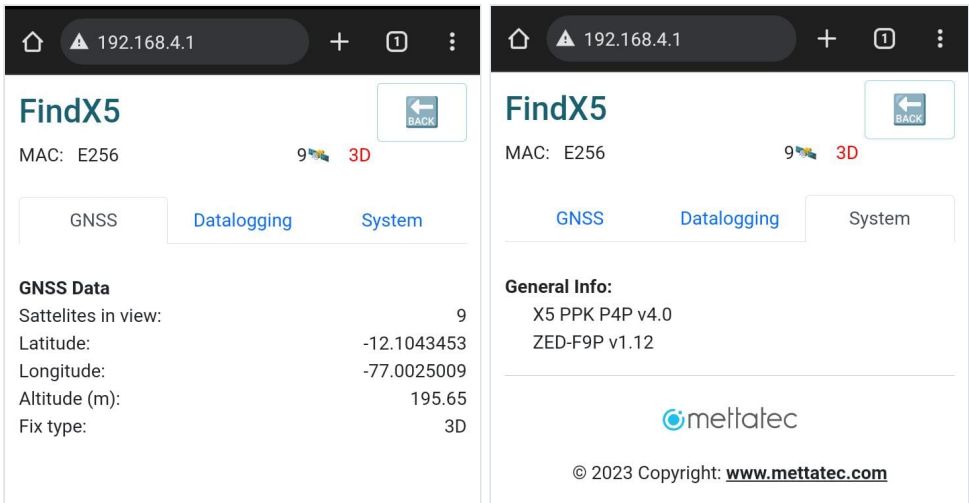 192.168.4.1
1
FindX5
BACK
MAC: E256
9 3D
GNSS Datalogging System
GNSS Data
Sattelites in view: 9
Latitude: -12.1043453
Longitude: -77.0025009
Altitude (m): 195.65
Fix type: 3D
192.168.4.1
1
FindX5
BACK
MAC: E256
9 3D
GNSS Datalogging System
General Info:
X5 PPK P4P v4.0
ZED-F9P v1.12
mettatec
© 2023 Copyright: www.mettatec.com